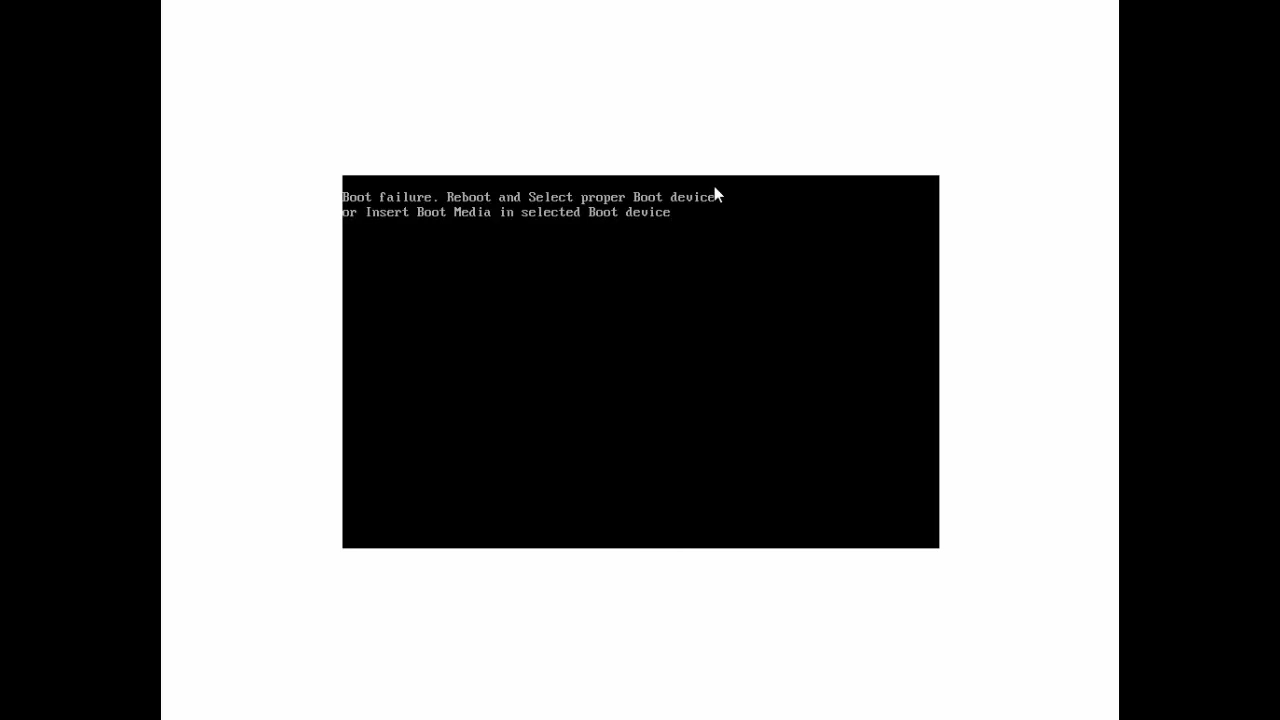 Boot failure. Reboot and Select proper Boot device
or Insert Boot Media in selected Boot device